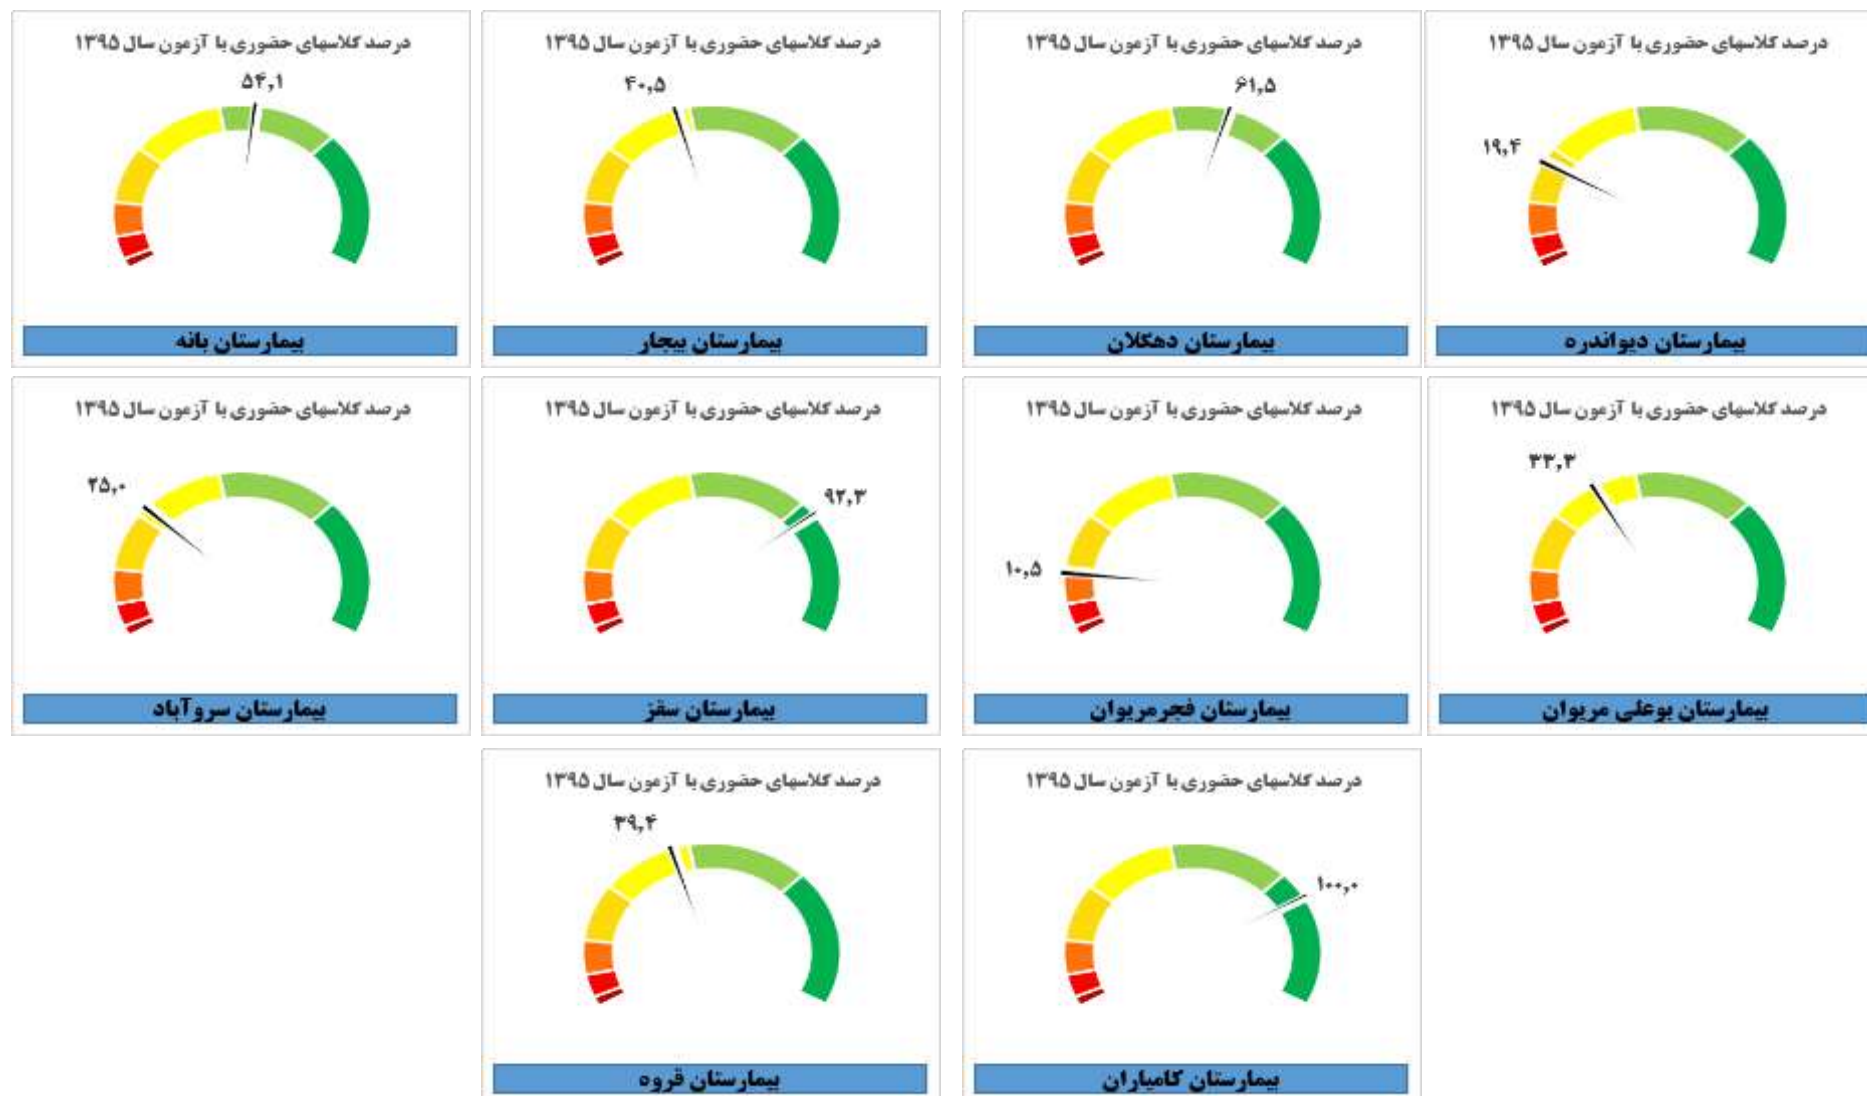 درصد کلاسهای حضوری با آزمون سال ۱۳۹۵
۱۹,۴
بیمارستان دیواندره
درصد کلاسهای حضوری با آزمون سال ۱۳۹۵
۶۱,۵
بیمارستان دهگلان
درصد کلاسهای حضوری با آزمون سال ۱۳۹۵
۴۰,۵
بیمارستان بیجار
درصد کلاسهای حضوری با آزمون سال ۱۳۹۵
۵۴,۱
بیمارستان بانه
درصد کلاسهای حضوری با آزمون سال ۱۳۹۵
۳۳,۳
بیمارستان بوعلی مریوان
درصد کلاسهای حضوری با آزمون سال ۱۳۹۵
۱۰,۵
بیمارستان فجرمریوان
درصد کلاسهای حضوری با آزمون سال ۱۳۹۵
۹۲,۳
بیمارستان سقز
درصد کلاسهای حضوری با آزمون سال ۱۳۹۵
۲۵,۰
بیمارستان سروآباد
درصد کلاسهای حضوری با آزمون سال ۱۳۹۵
۱۰۰,۰
بیمارستان کامیاران
درصد کلاسهای حضوری با آزمون سال ۱۳۹۵
۳۹,۴
بیمارستان قروه